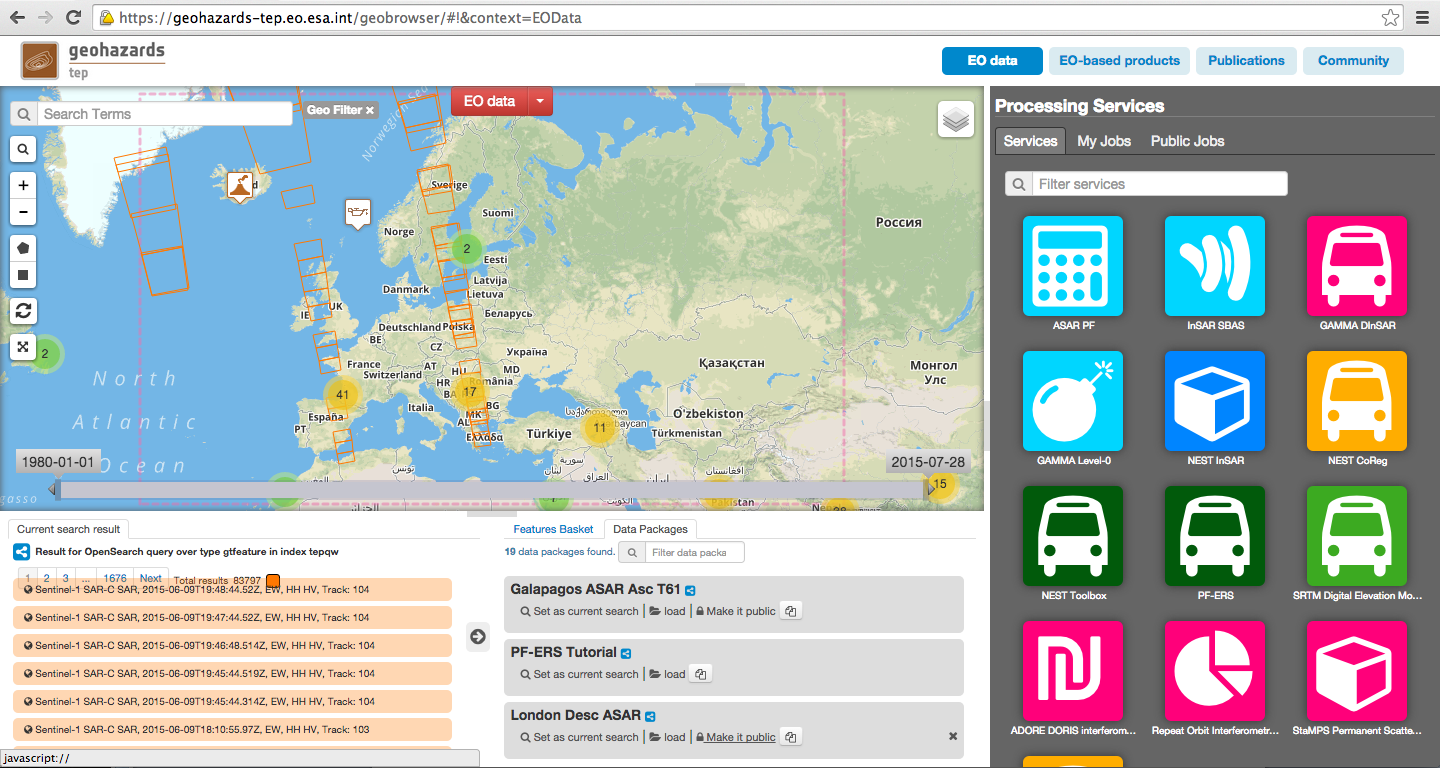 https://geohazards-tep.eo.esa.int/geobrowser/#!&context=EOData
geohazards
tep
EO data
EO-based products
Publications
Community
Search Terms
Geo Filter ×
EO data
Norwegian Sea
Sverige
Suomi
Norge
2
Eesti
Latvija
Lietuva
Danmark
Беларусь
UK
IE
Deutschland
Polska
BE
CZ
Україна
France
AT
HU
MD
Switzerland
HR
România
BA
BG
Italia
MK
AL
41
17
11
2
España
PT
Ελλάδα
Türkiye
საქართველო
Azərbaycan
Россия
Қазақстан
Монгол
Улс
O'zbekiston
Türkmenistan
تونس
سورية
العراق
ایران
افغانستان
Pakistan
الكويت
الجزائر
North
Atlantic
Ocean
15
28
1980-01-01
2015-07-28
Current search result
Result for OpenSearch query over type gtfeature in index tepqw
1 2 3 ... 1676 Next Total results 83797
Sentinel-1 SAR-C SAR, 2015-06-09T19:48:44.52Z, EW, HH HV, Track: 104
Sentinel-1 SAR-C SAR, 2015-06-09T19:47:44.52Z, EW, HH HV, Track: 104
Sentinel-1 SAR-C SAR, 2015-06-09T19:46:48.514Z, EW, HH HV, Track: 104
Sentinel-1 SAR-C SAR, 2015-06-09T19:45:44.519Z, EW, HH HV, Track: 104
Sentinel-1 SAR-C SAR, 2015-06-09T19:45:44.314Z, EW, HH HV, Track: 104
Sentinel-1 SAR-C SAR, 2015-06-09T18:10:55.97Z, EW, HH HV, Track: 103
javascript://
Features Basket
Data Packages
19 data packages found.
Filter data packa
Galapagos ASAR Asc T61
Set as current search | load | Make it public
PF-ERS Tutorial
Set as current search | load
London Desc ASAR
Set as current search | load | Make it public
Processing Services
Services
My Jobs
Public Jobs
Filter services
ASAR PF
InSAR SBAS
GAMMA DInSAR
GAMMA Level-0
NEST InSAR
NEST CoReg
NEST Toolbox
PF-ERS
SRTM Digital Elevation Mo...
ADORE DORIS interferom...
Repeat Orbit Interferometr...
StaMPS Permanent Scatte...